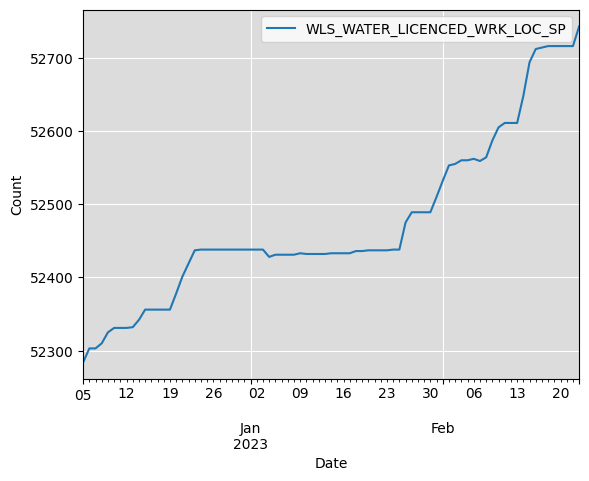 WLS_WATER_LICENCED_WRK_LOC_SP
52700
52600
52500
52400
52300
Count
05 12 19 26 02 09 16 23 30 06 13 20
Jan Feb
2023
Date